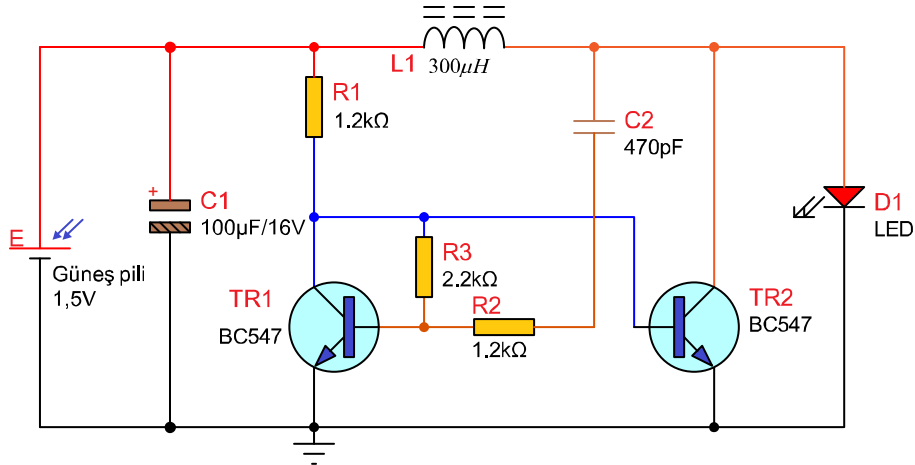 L1
300μH
R1
1.2kΩ
C2
470pF
+
C1
100µF/16V
D1
LED
E
Güneş pili
1,5V
R3
2.2kΩ
TR1
BC547
R2
1.2kΩ
TR2
BC547